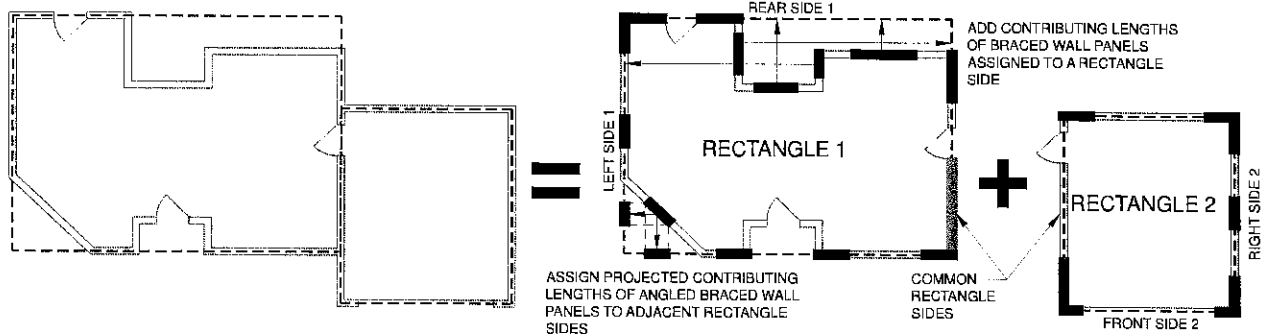 REAR SIDE 1
ADD CONTRIBUTING LENGTHS
OF BRACED WALL PANELS
ASSIGNED TO A RECTANGLE
SIDE
LEFT SIDE 1
RECTANGLE 1
RECTANGLE 2
RIGHT SIDE 2
ASSIGN PROJECTED CONTRIBUTING
LENGTHS OF ANGLED BRACED WALL
PANELS TO ADJACENT RECTANGLE
SIDES
COMMON
RECTANGLE
SIDES
FRONT SIDE 2